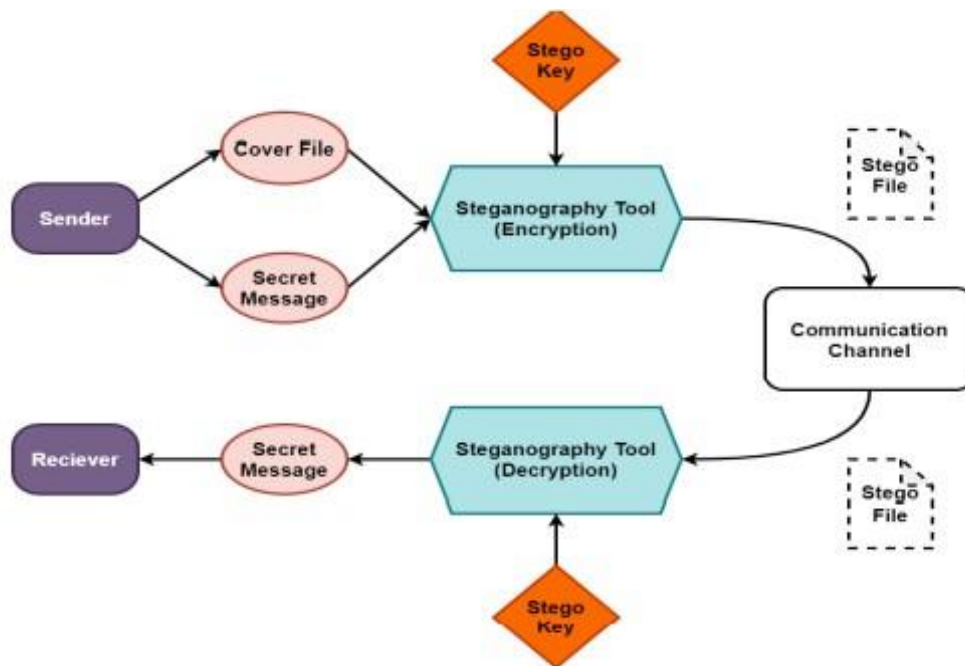 Stego
Key
Cover File
Stego
File
Sender
Steganography Tool
(Encryption)
Secret
Message
Communication
Channel
Reciever
Secret
Message
Steganography Tool
(Decryption)
Stego
File
Stego
Key